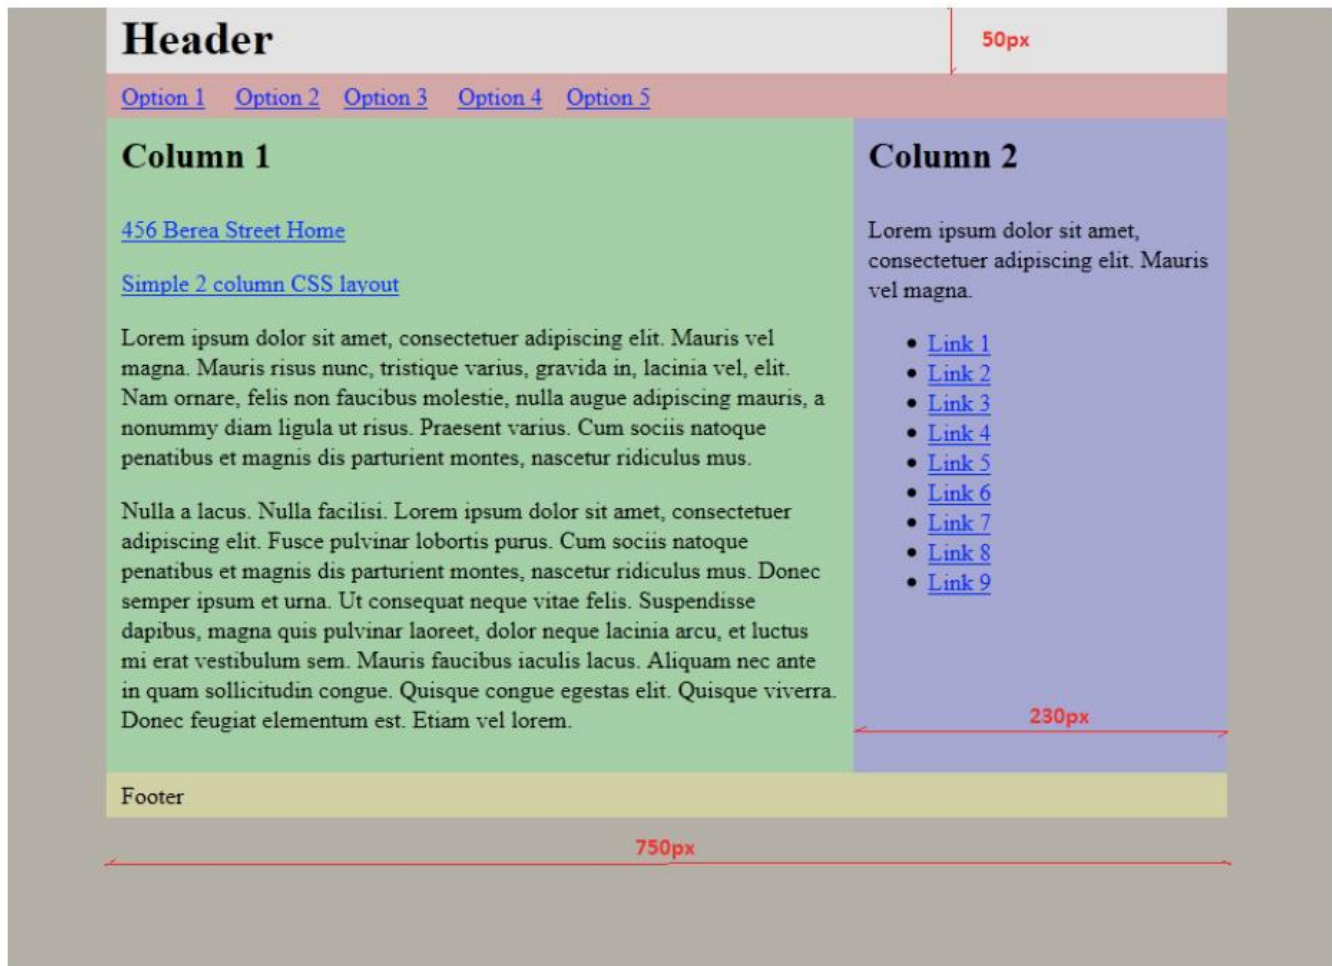 Header
50px
Option 1 Option 2 Option 3 Option 4 Option 5
Column 1
456 Berea Street Home
Simple 2 column CSS layout
Lorem ipsum dolor sit amet, consectetuer adipiscing elit. Mauris vel
magna. Mauris risus nunc, tristique varius, gravida in, lacinia vel, elit.
Nam ornare, felis non faucibus molestie, nulla augue adipiscing mauris, a
nonummy diam ligula ut risus. Praesent varius. Cum sociis natoque
penatibus et magnis dis parturient montes, nascetur ridiculus mus.
Nulla a lacus. Nulla facilisi. Lorem ipsum dolor sit amet, consectetuer
adipiscing elit. Fusce pulvinar lobortis purus. Cum sociis natoque
penatibus et magnis dis parturient montes, nascetur ridiculus mus. Donec
semper ipsum et urna. Ut consequat neque vitae felis. Suspendisse
dapibus, magna quis pulvinar laoreet, dolor neque lacinia arcu, et luctus
mi erat vestibulum sem. Mauris faucibus iaculis lacus. Aliquam nec ante
in quam sollicitudin congue. Quisque congue egestas elit. Quisque viverra.
Donec feugiat elementum est. Etiam vel lorem.
Column 2
Lorem ipsum dolor sit amet,
consectetuer adipiscing elit. Mauris
vel magna.
• Link 1
• Link 2
• Link 3
• Link 4
• Link 5
• Link 6
• Link 7
• Link 8
• Link 9
230px
Footer
750px